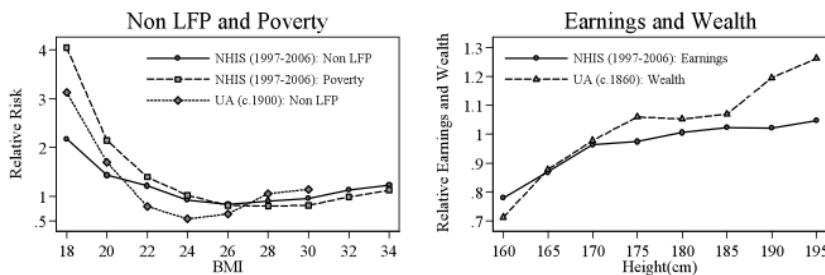 Non LFP and Poverty
Relative Risk
4
3
2
1
.5
NHIS (1997-2006): Non LFP
NHIS (1997-2006): Poverty
UA (c.1900): Non LFP
18 20 22 24 26 28 30 32 34
BMI
Earnings and Wealth
Relative Earnings and Wealth
1.3
1.2
1.1
1
.9
.8
.7
NHIS (1997-2006): Earnings
UA (c.1860): Wealth
160 165 170 175 180 185 190 195
Height(cm)